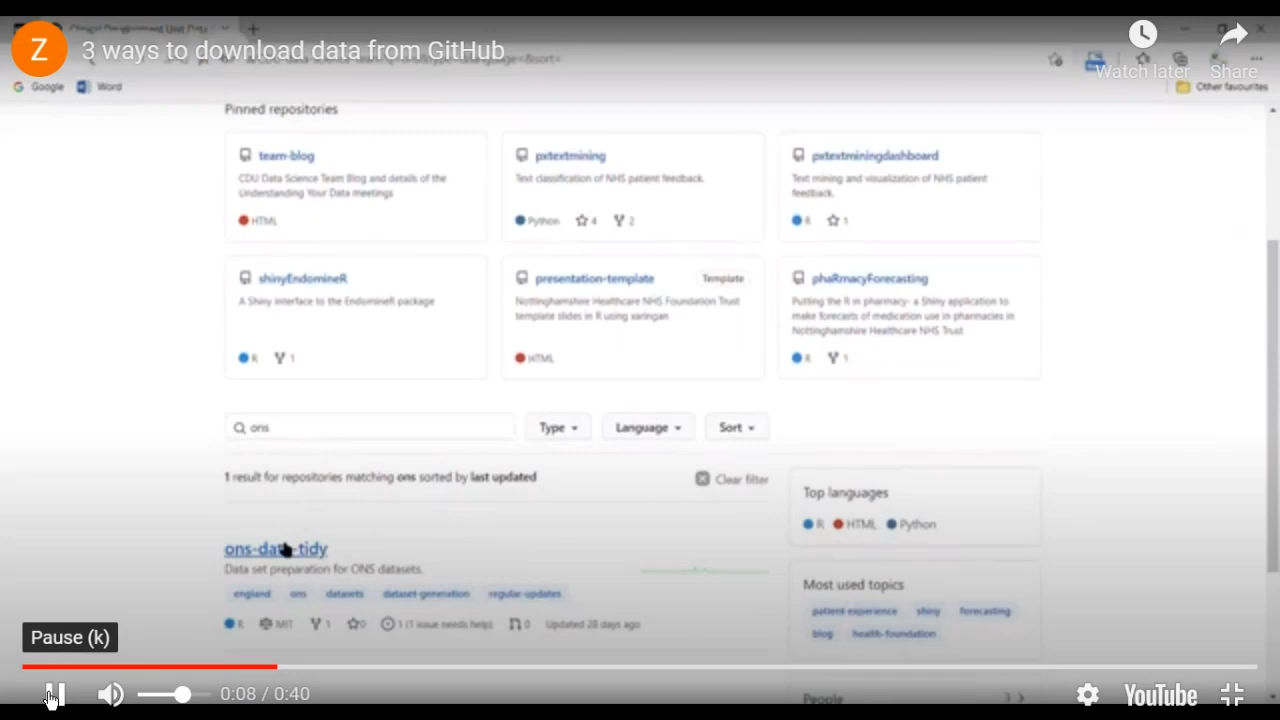 Z
3 ways to download data from GitHub
Watch later
Share
Google
Word
Other favourites
Pinned repositories
team-blog
CDU Data Science Team Blog and details of the
Understanding Your Data meetings
HTML
pxtextmining
Text classification of NHS patient feedback.
Python 4 2
pxtextminingdashboard
Text mining and visualization of NHS patient
feedback.
R 1
shinyEndomineR
A Shiny interface to the EndomineR package
R 1
presentation-template Template
Nottinghamshire Healthcare NHS Foundation Trust
template slides in R using xaringan
HTML
phaRmacyForecasting
Putting the R in pharmacy- a Shiny application to
make forecasts of medication use in pharmacies in
Nottinghamshire Healthcare NHS Trust
R 1
ons
Type
Language
Sort
1 result for repositories matching ons sorted by last updated
Clear filter
ons-data-tidy
Data set preparation for ONS datasets.
england ons datasets dataset-generation regular-updates
R MIT 1 0 1 (1 issue needs help) 0 Updated 28 days ago
Top languages
R HTML Python
Most used topics
patient-experience shiny forecasting
blog health-foundation
People 3
Pause (k)
0:08 / 0:40
YouTube